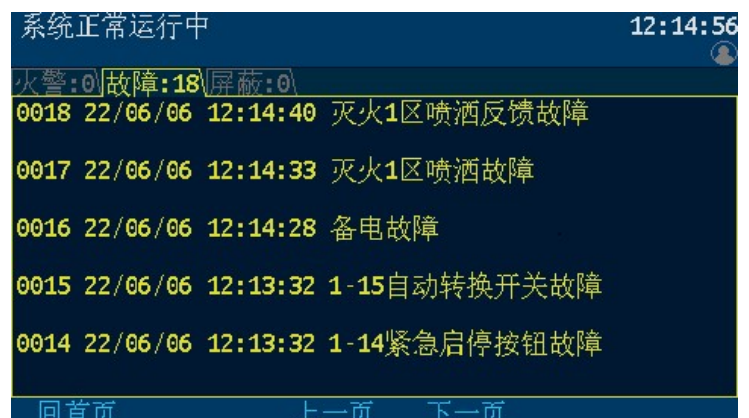 系统正常运行中 12:14:56
火警:0\故障:18\屏蔽:0\
0018 22/06/06 12:14:40 灭火1区喷洒反馈故障
0017 22/06/06 12:14:33 灭火1区喷洒故障
0016 22/06/06 12:14:28 备电故障
0015 22/06/06 12:13:32 1-15自动转换开关故障
0014 22/06/06 12:13:32 1-14紧急启停按钮故障
回首页 上一页 下一页